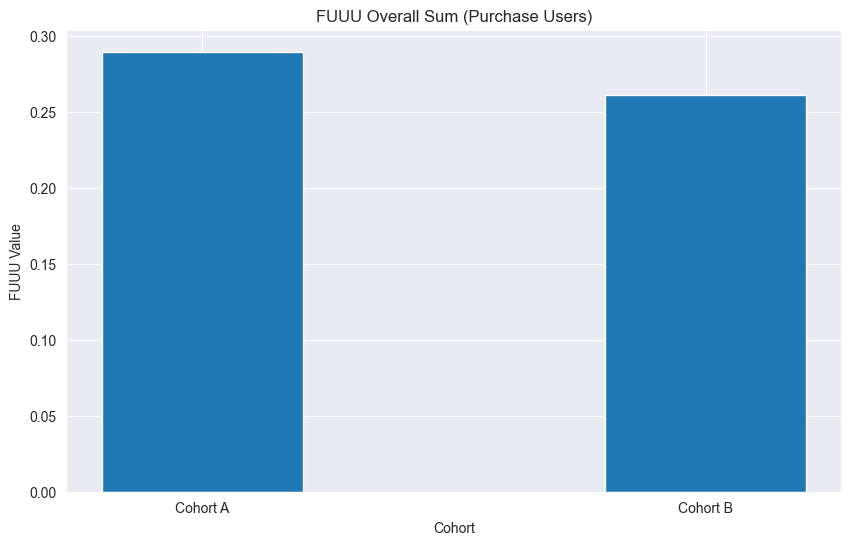 FUUU Overall Sum (Purchase Users)
FUUU Value
0.30
0.25
0.20
0.15
0.10
0.05
0.00
Cohort A
Cohort B
Cohort